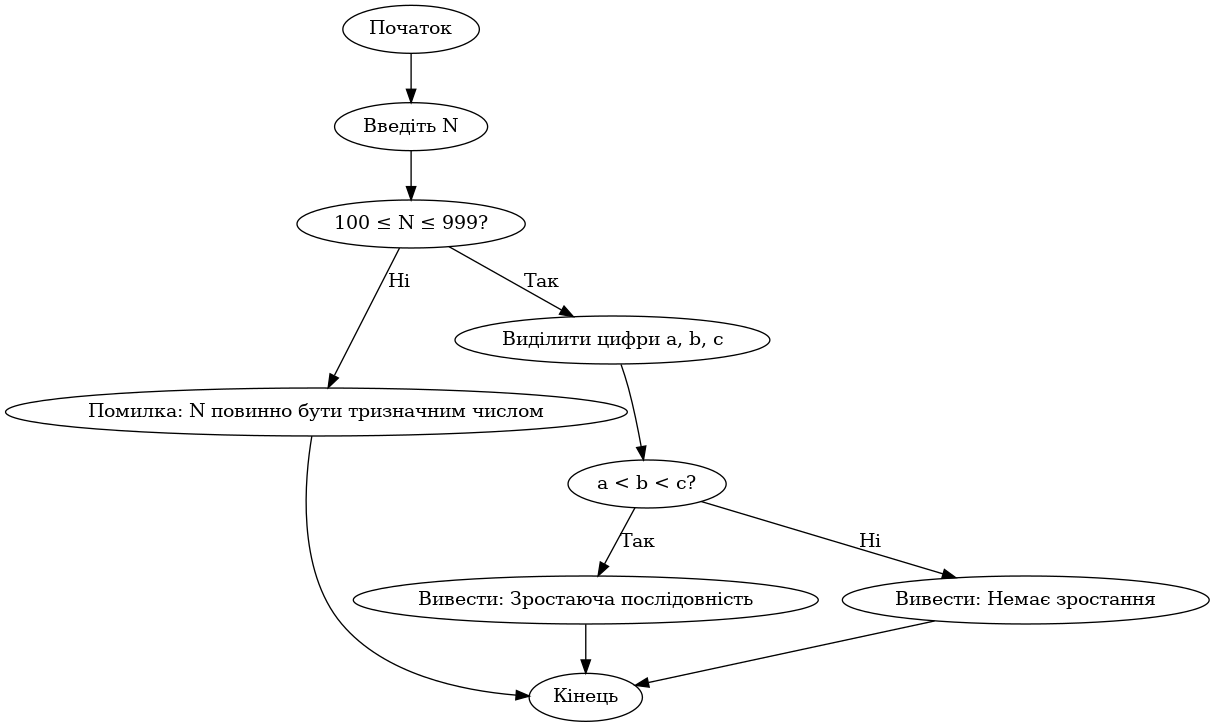 Початок
Введіть N
100 ≤ N ≤ 999?
Ні
Так
Виділити цифри a, b, c
Помилка: N повинно бути тризначним числом
a < b < c?
Так
Ні
Вивести: Зростаюча послідовність
Вивести: Немає зростання
Кінець